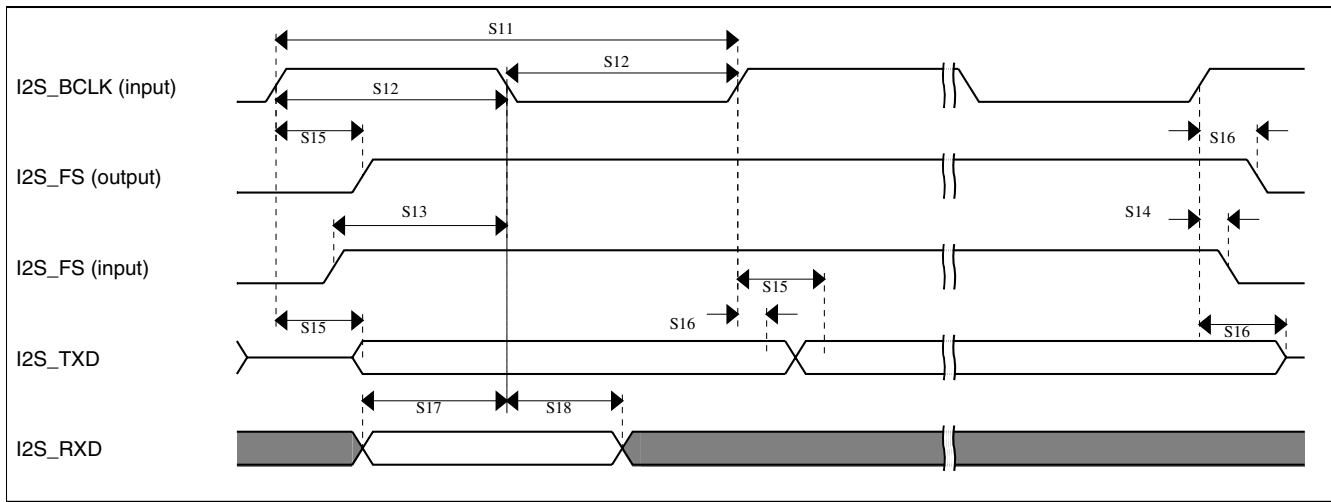 S11
S12
I2S_BCLK (input)
S12
S15
S16
I2S_FS (output)
S13
S14
I2S_FS (input)
S15
S15
S16
S16
I2S_TXD
S17
S18
I2S_RXD